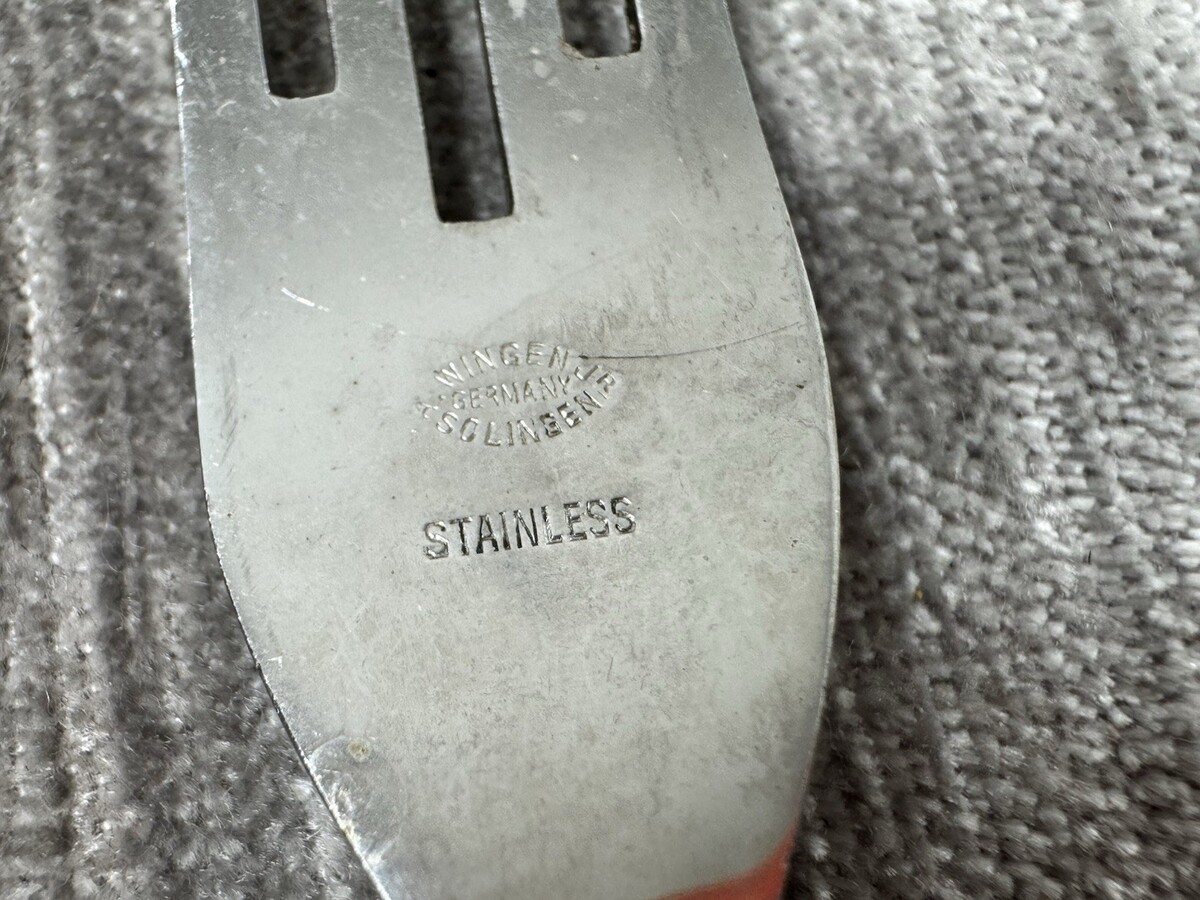 A. WINGEN JR.
GERMANY
SOLINGEN
STAINLESS